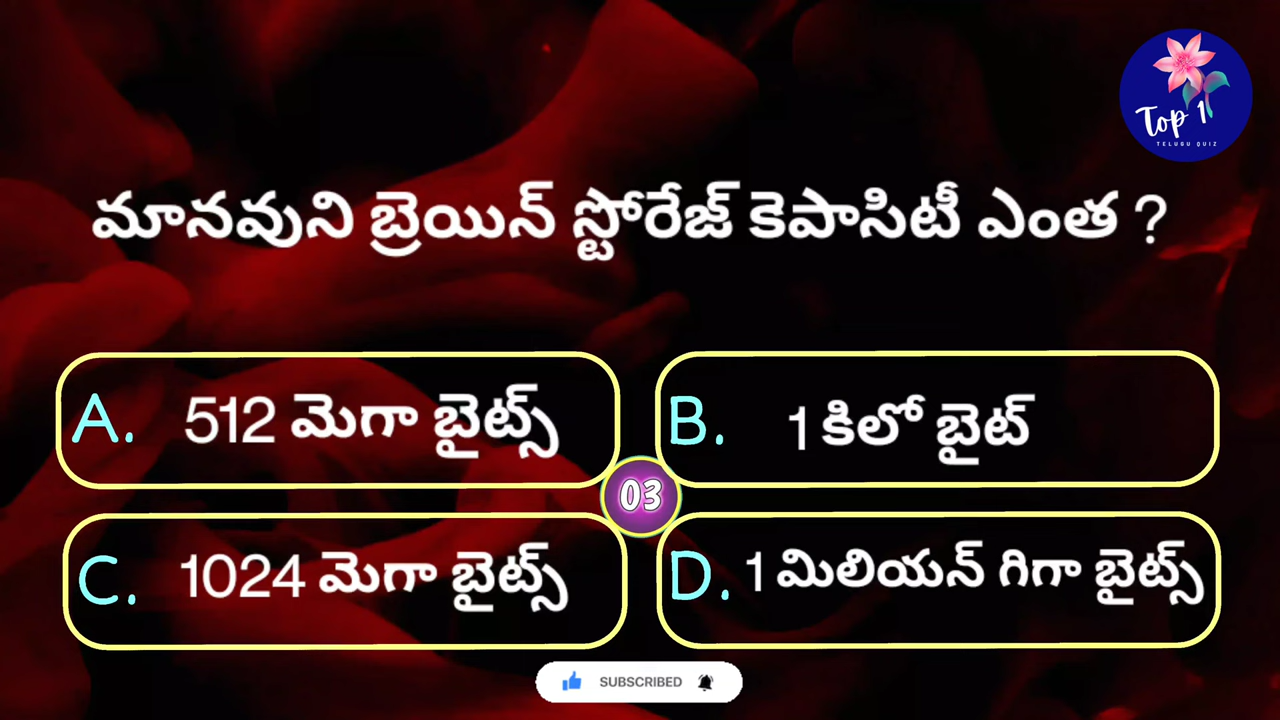 Top 1
TELUGU QUIZ
మానవుని బ్రెయిన్ స్టోరేజ్ కెపాసిటీ ఎంత ?
A. 512 మెగా బైట్స్
B. 1 కిలో బైట్
03
C. 1024 మెగా బైట్స్
D. 1 మిలియన్ గిగా బైట్స్
SUBSCRIBED